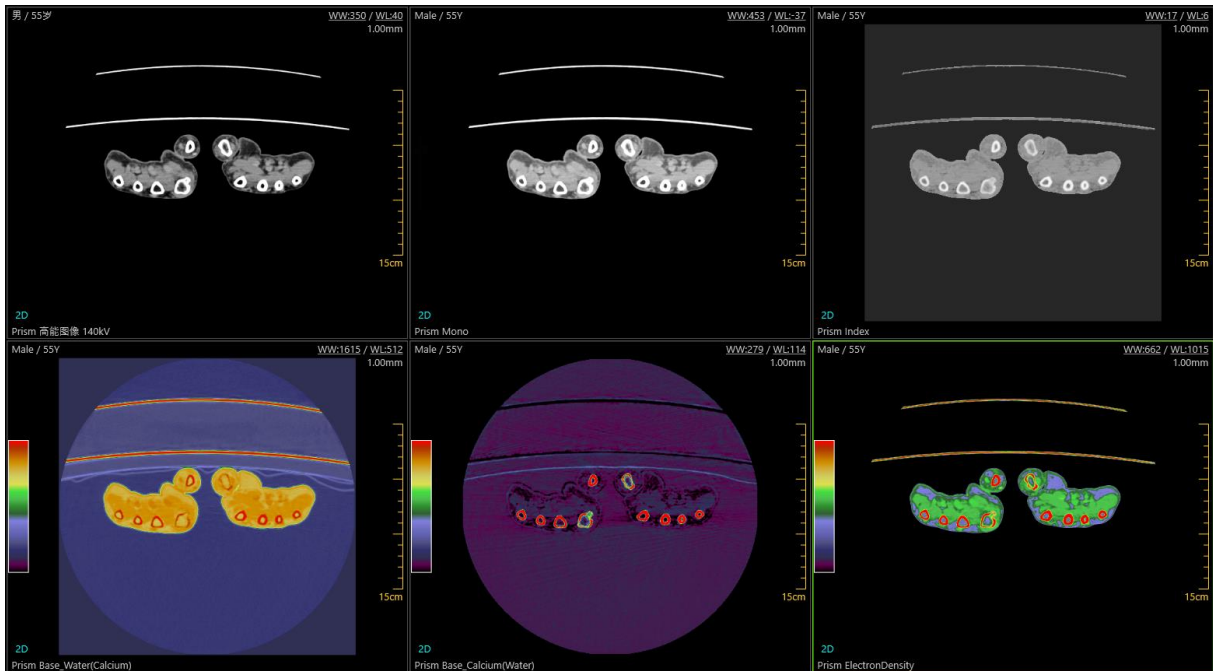 男 / 55岁
WW:350 / WL:40
1.00mm
15cm
2D
Prism 高能图像 140kV
Male / 55Y
WW:453 / WL:-37
1.00mm
15cm
2D
Prism Mono
Male / 55Y
WW:17 / WL:6
1.00mm
15cm
2D
Prism Index
Male / 55Y
WW:1615 / WL:512
1.00mm
15cm
2D
Prism Base_Water(Calcium)
Male / 55Y
WW:279 / WL:114
1.00mm
15cm
2D
Prism Base_Calcium(Water)
Male / 55Y
WW:662 / WL:1015
1.00mm
15cm
2D
Prism ElectronDensity